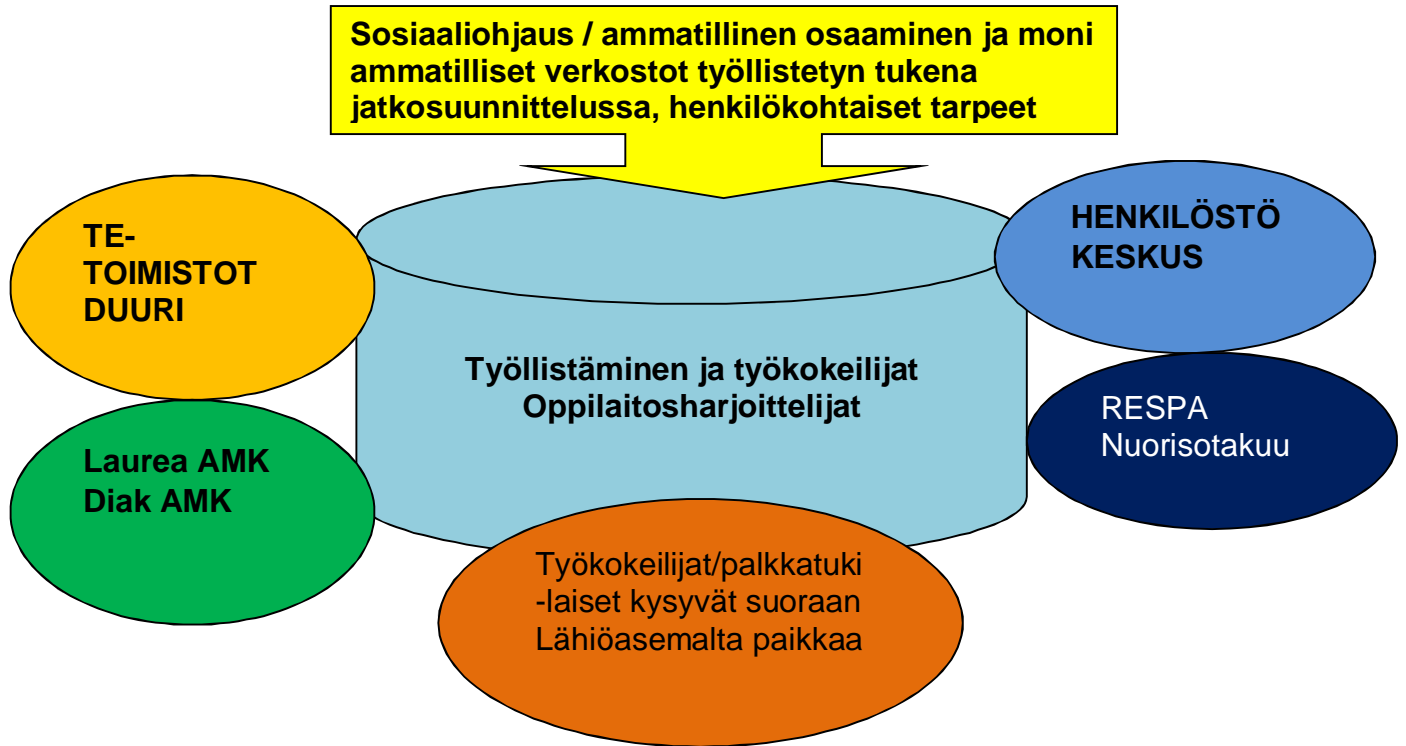 Sosiaaliohjaus / ammatillinen osaaminen ja moni
ammatilliset verkostot työllistetyn tukena
jatkosuunnittelussa, henkilökohtaiset tarpeet
TE-
TOIMISTOT
DUURI
HENKILÖSTÖ
KESKUS
Työllistäminen ja työkokeilijat
Oppilaitosharjoittelijat
RESPA
Nuorisotakuu
Laurea AMK
Diak AMK
Työkokeilijat/palkkatuki
-laiset kysyvät suoraan
Lähiöasemalta paikkaa